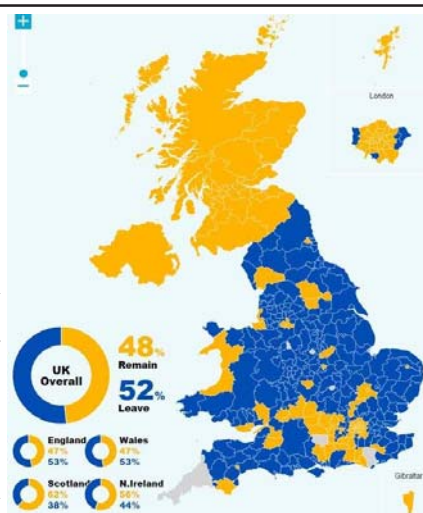 London
48%
Remain
52%
Leave
UK
Overall
England
47%
53%
Wales
47%
53%
Scotland
62%
38%
N.Ireland
56%
44%
Gibraltar